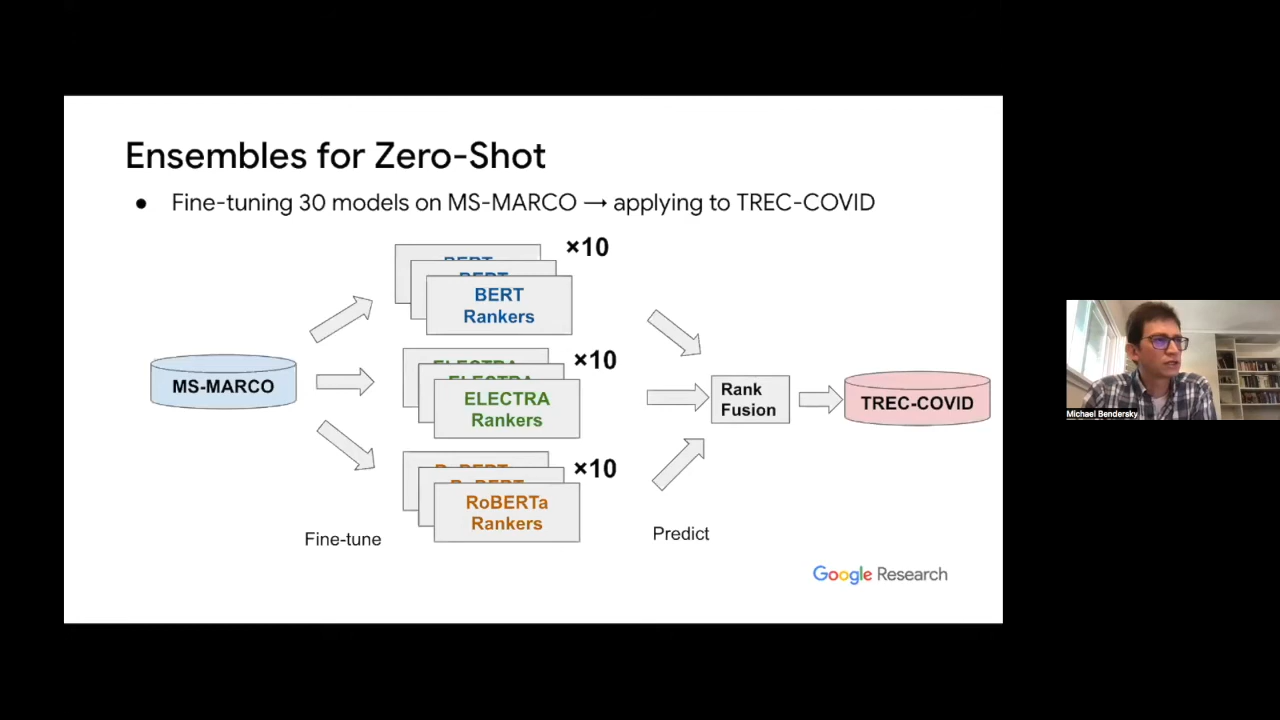 Ensembles for Zero-Shot
● Fine-tuning 30 models on MS-MARCO → applying to TREC-COVID
×10
BERT
BERT
BERT
Rankers
MS-MARCO
×10
ELECTRA
ELECTRA
ELECTRA
Rankers
Rank
Fusion
TREC-COVID
×10
RoBERTa
RoBERTa
RoBERTa
Rankers
Fine-tune
Predict
Google Research
Michael Bendersky